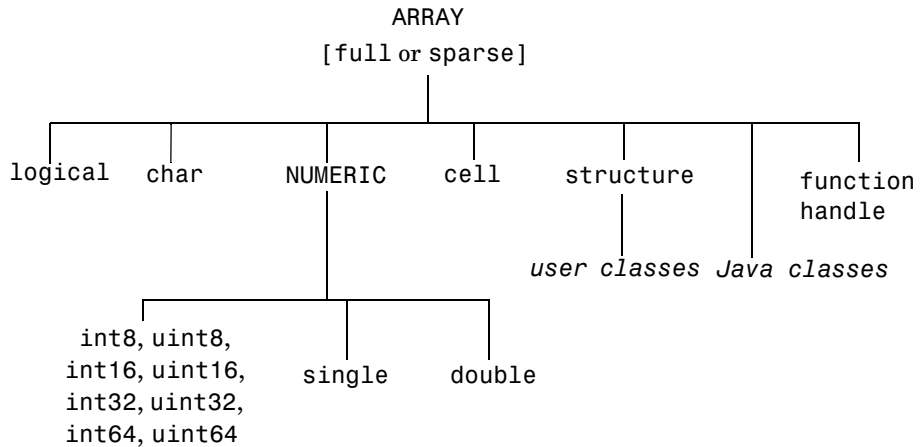 ARRAY
[full or sparse]
logical char NUMERIC cell structure function
handle
user classes Java classes
int8, uint8,
int16, uint16,
int32, uint32,
int64, uint64
single double